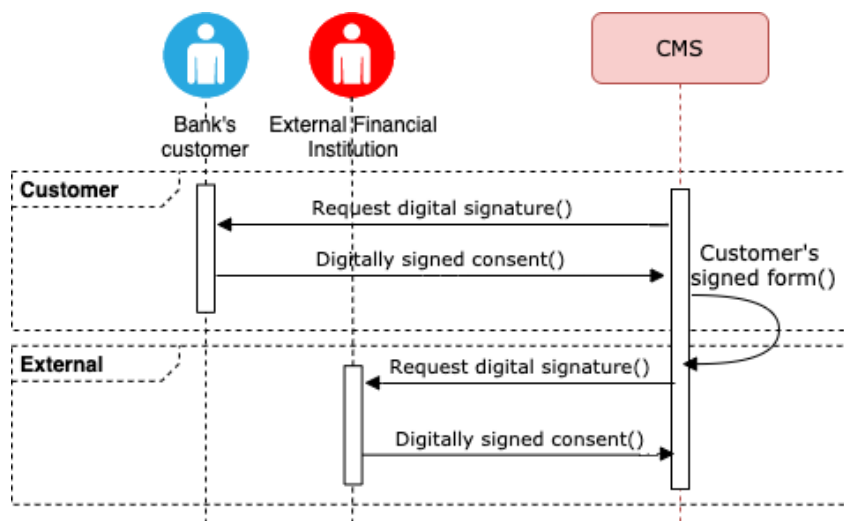 CMS
Bank's
customer
External Financial
Institution
Customer
Request digital signature()
Digitally signed consent()
Customer's
signed form()
External
Request digital signature()
Digitally signed consent()